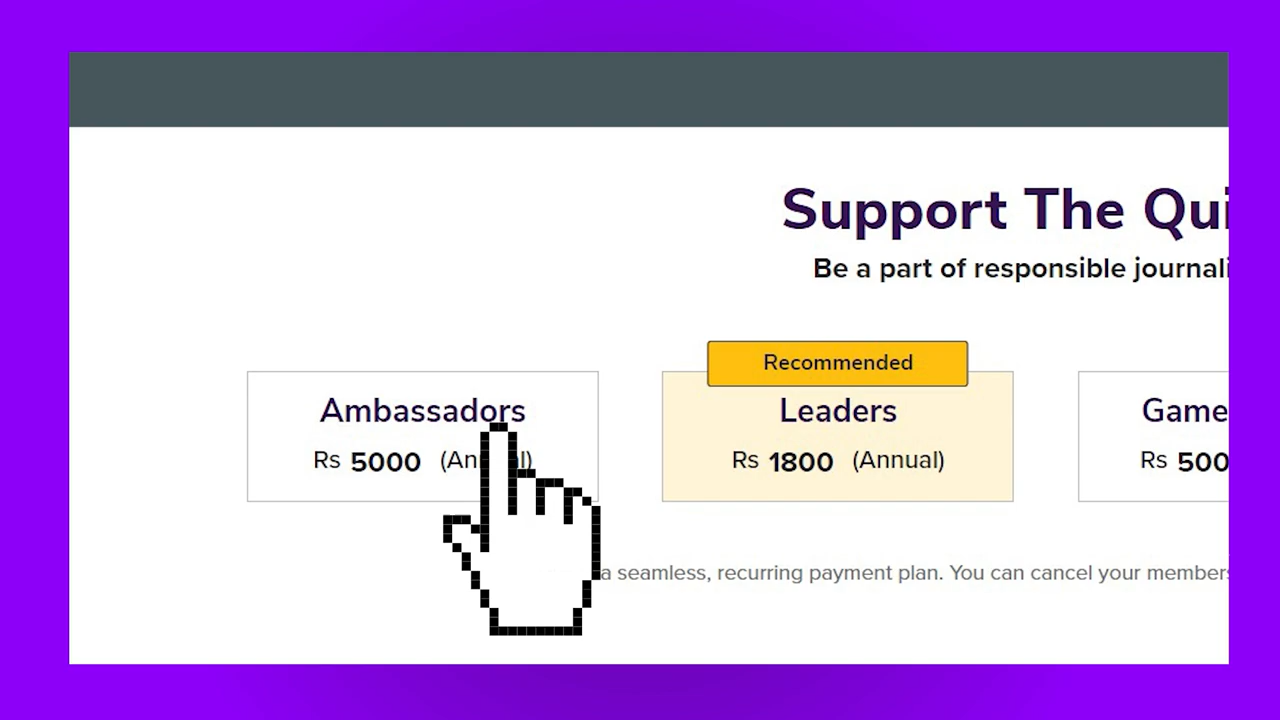 Support The Qui
Be a part of responsible journali
Recommended
Ambassadors
Rs 5000
Leaders
Rs 1800 (Annual)
Game
Rs 500
a seamless, recurring payment plan. You can cancel your members